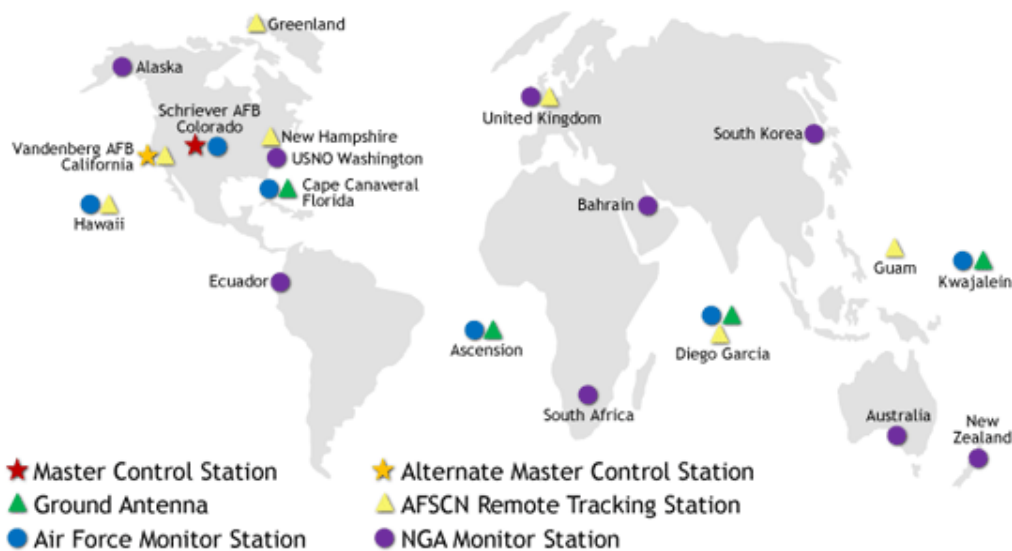 Greenland
Alaska
Schriever AFB
Colorado
United Kingdom
South Korea
New Hampshire
Vandenberg AFB
California
USNO Washington
Cape Canaveral
Florida
Hawaii
Bahrain
Guam
Kwajalein
Ecuador
Ascension
Diego Garcia
South Africa
Australia
New
Zealand
Master Control Station
Alternate Master Control Station
Ground Antenna
AFSCN Remote Tracking Station
Air Force Monitor Station
NGA Monitor Station